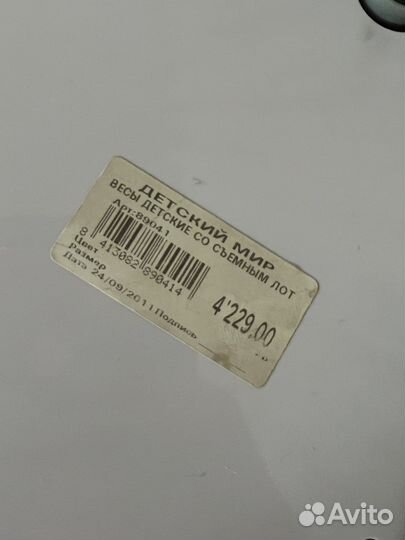 ДЕТСКИЙ МИР
ВЕСЫ ДЕТСКИЕ СО СЪЕМНЫМ ЛОТ
Арт:89041
8 413082 890414
Цвет
Размер
4'229,00
Дата 24/09/2011 Подпись
Avito